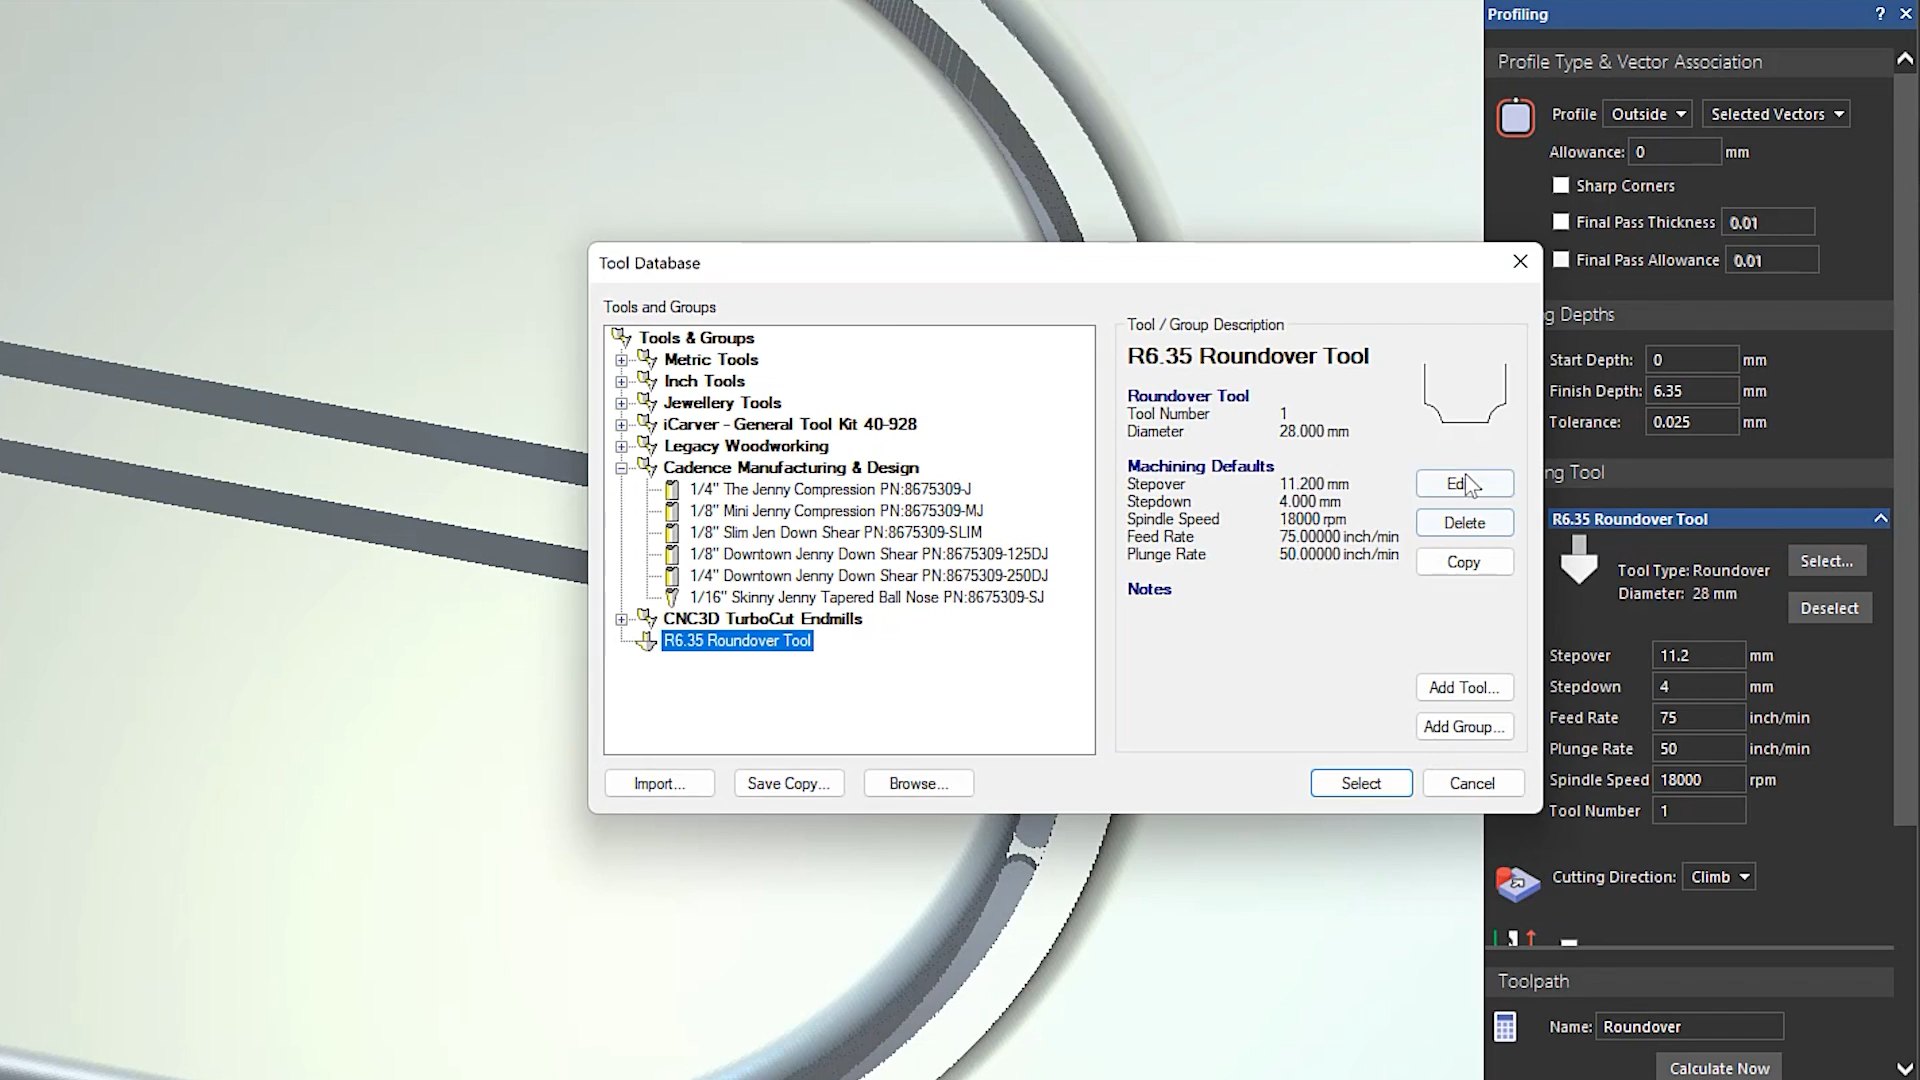 Profiling
?
Profile Type & Vector Association
Profile Outside Selected Vectors
Allowance: 0 mm
Sharp Corners
Final Pass Thickness 0.01
Final Pass Allowance 0.01
g Depths
Start Depth: 0 mm
Finish Depth: 6.35 mm
Tolerance: 0.025 mm
ng Tool
R6.35 Roundover Tool
Tool Type: Roundover
Diameter: 28 mm
Select...
Deselect
Stepover 11.2 mm
Stepdown 4 mm
Feed Rate 75 inch/min
Plunge Rate 50 inch/min
Spindle Speed 18000 rpm
Tool Number 1
Cutting Direction: Climb
Toolpath
Name: Roundover
Calculate Now
Tool Database
Tools and Groups
Tools & Groups
Metric Tools
Inch Tools
Jewellery Tools
iCarver - General Tool Kit 40-928
Legacy Woodworking
Cadence Manufacturing & Design
1/4" The Jenny Compression PN:8675309-J
1/8" Mini Jenny Compression PN:8675309-MJ
1/8" Slim Jen Down Shear PN:8675309-SLIM
1/8" Downtown Jenny Down Shear PN:8675309-125DJ
1/4" Downtown Jenny Down Shear PN:8675309-250DJ
1/16" Skinny Jenny Tapered Ball Nose PN:8675309-SJ
CNC3D TurboCut Endmills
R6.35 Roundover Tool
Tool / Group Description
R6.35 Roundover Tool
Roundover Tool
Tool Number 1
Diameter 28.000 mm
Machining Defaults
Stepover 11.200 mm
Stepdown 4.000 mm
Spindle Speed 18000 rpm
Feed Rate 75.00000 inch/min
Plunge Rate 50.00000 inch/min
Notes
Ed
Delete
Copy
Add Tool...
Add Group...
Import...
Save Copy...
Browse...
Select
Cancel